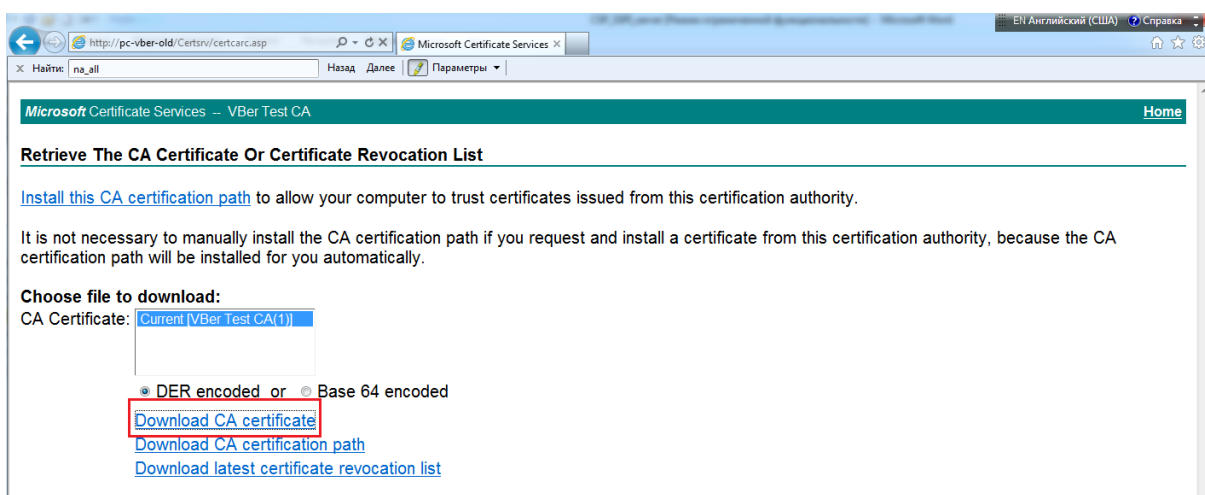 EN Английский (США) Справка
http://pc-vber-old/Certsrv/certcarc.asp Microsoft Certificate Services
Найти: na_all Назад Далее Параметры
Microsoft Certificate Services -- VBer Test CA Home
Retrieve The CA Certificate Or Certificate Revocation List
Install this CA certification path to allow your computer to trust certificates issued from this certification authority.
It is not necessary to manually install the CA certification path if you request and install a certificate from this certification authority, because the CA
certification path will be installed for you automatically.
Choose file to download:
CA Certificate: Current [VBer Test CA(1)]
DER encoded or Base 64 encoded
Download CA certificate
Download CA certification path
Download latest certificate revocation list